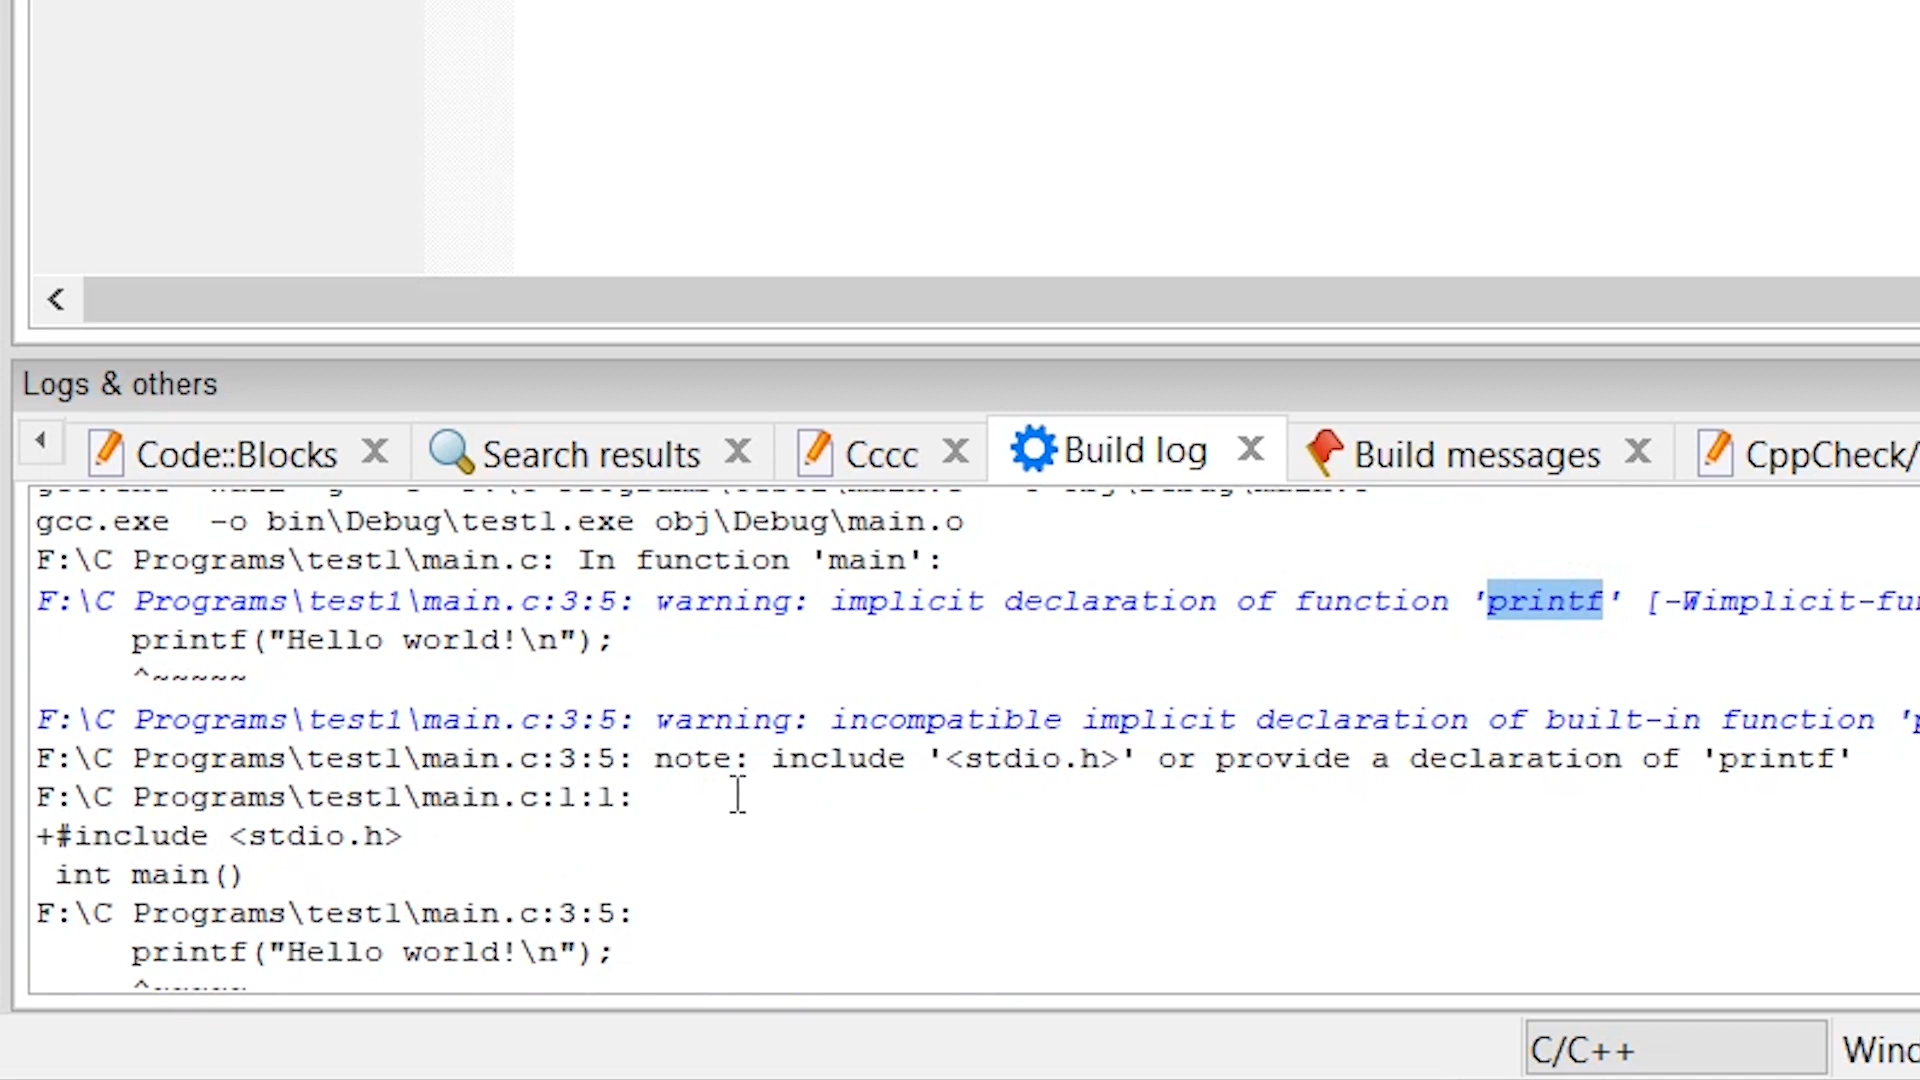 Logs & others
Code::Blocks
Search results
Cccc
Build log
Build messages
CppCheck/
gcc.exe  -o bin\Debug\test1.exe obj\Debug\main.o
F:\C Programs\test1\main.c: In function 'main':
F:\C Programs\test1\main.c:3:5: warning: implicit declaration of function 'printf' [-Wimplicit-fun
     printf("Hello world!\n");
     ^~~~~~
F:\C Programs\test1\main.c:3:5: warning: incompatible implicit declaration of built-in function 'p
F:\C Programs\test1\main.c:3:5: note: include '<stdio.h>' or provide a declaration of 'printf'
F:\C Programs\test1\main.c:1:1:
+#include <stdio.h>
 int main()
F:\C Programs\test1\main.c:3:5:
     printf("Hello world!\n");
     ^~~~~~
C/C++
Wind